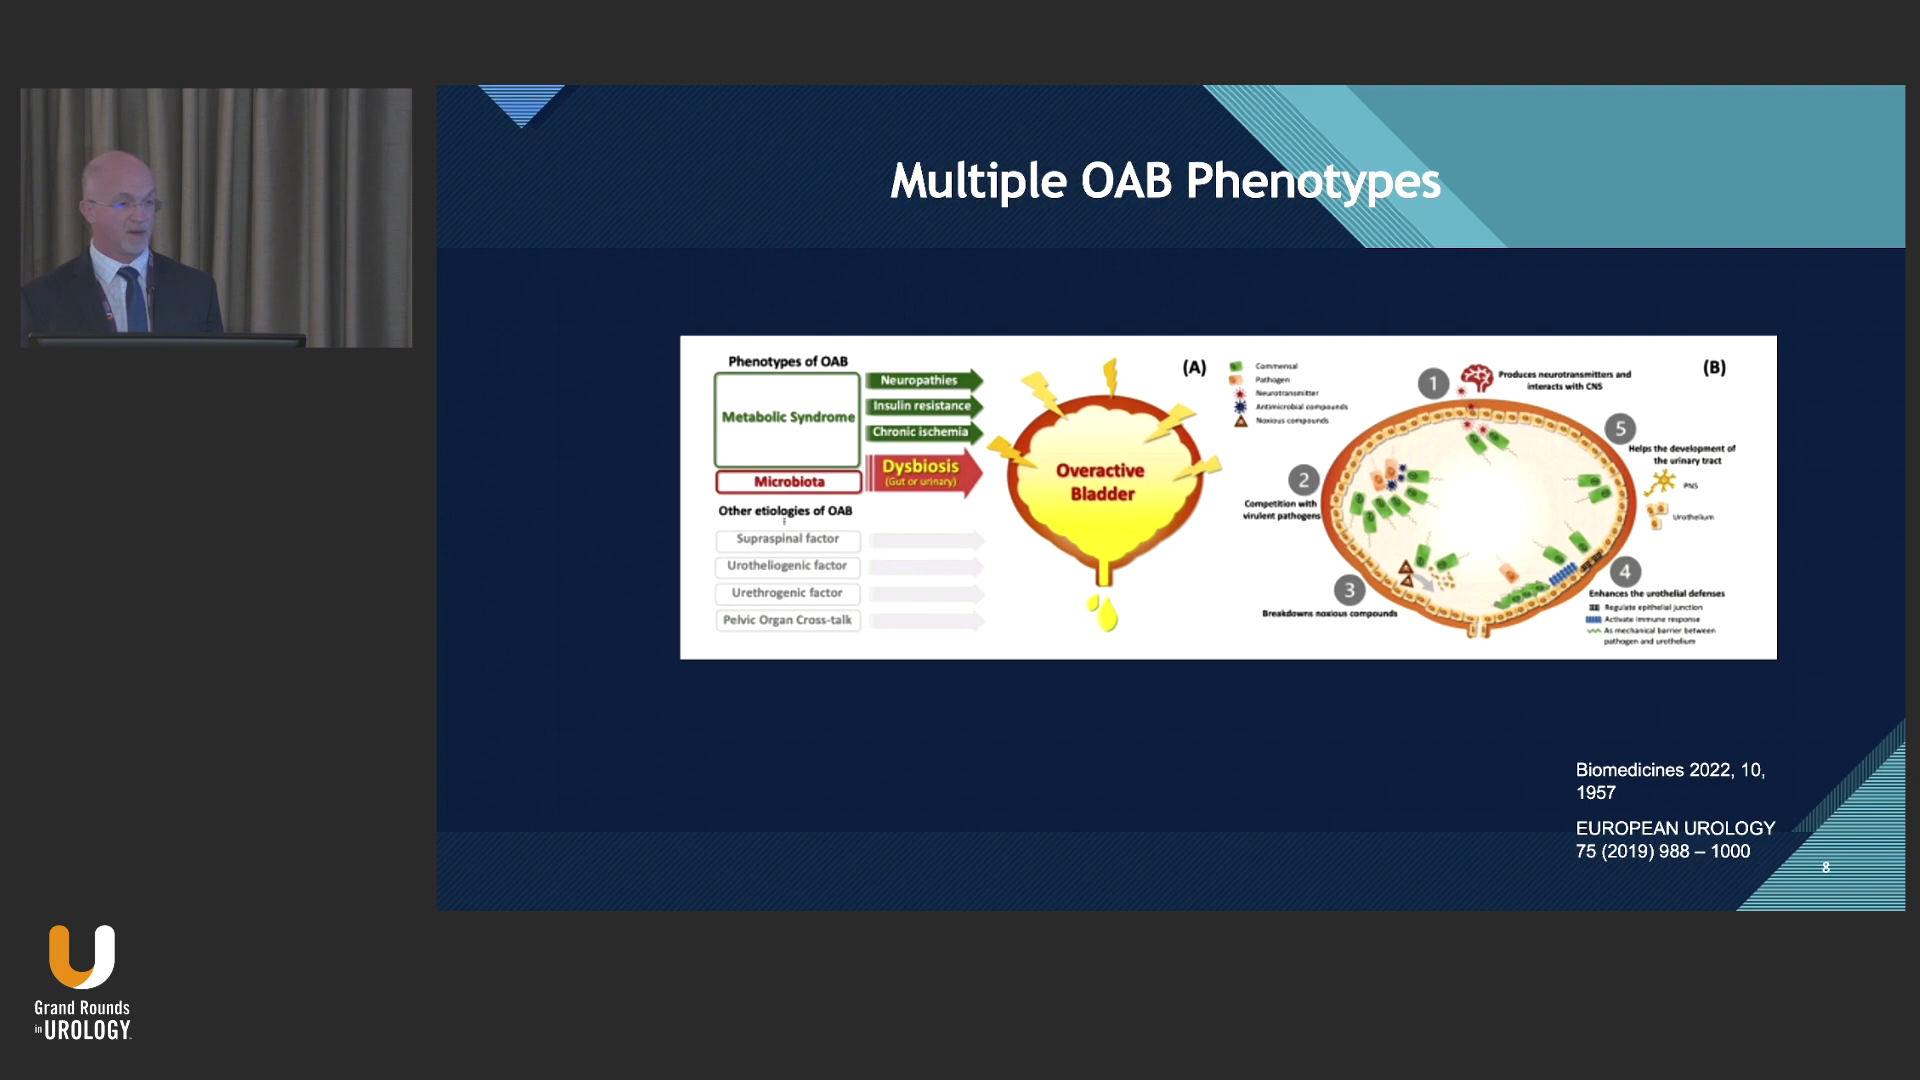 Multiple OAB Phenotypes
Phenotypes of OAB
Metabolic Syndrome
Microbiota
Neuropathies
Insulin resistance
Chronic ischemia
Dysbiosis
(Gut or urinary)
Other etiologies of OAB
Supraspinal factor
Urotheliogenic factor
Urethrogenic factor
Pelvic Organ Cross-talk
Overactive
Bladder
(A)
Commensal
Pathogen
Neurotransmitter
Antimicrobial compounds
Noxious compounds
(B)
1
Produces neurotransmitters and
interacts with CNS
2
Competition with
virulent pathogens
3
Breakdowns noxious compounds
4
Enhances the urothelial defenses
Regulate epithelial junction
Activate immune response
As mechanical barrier between
pathogen and urothelium
5
Helps the development of
the urinary tract
PNS
Urothelium
Biomedicines 2022, 10,
1957
EUROPEAN UROLOGY
75 (2019) 988 – 1000
8
Grand Rounds
in UROLOGY